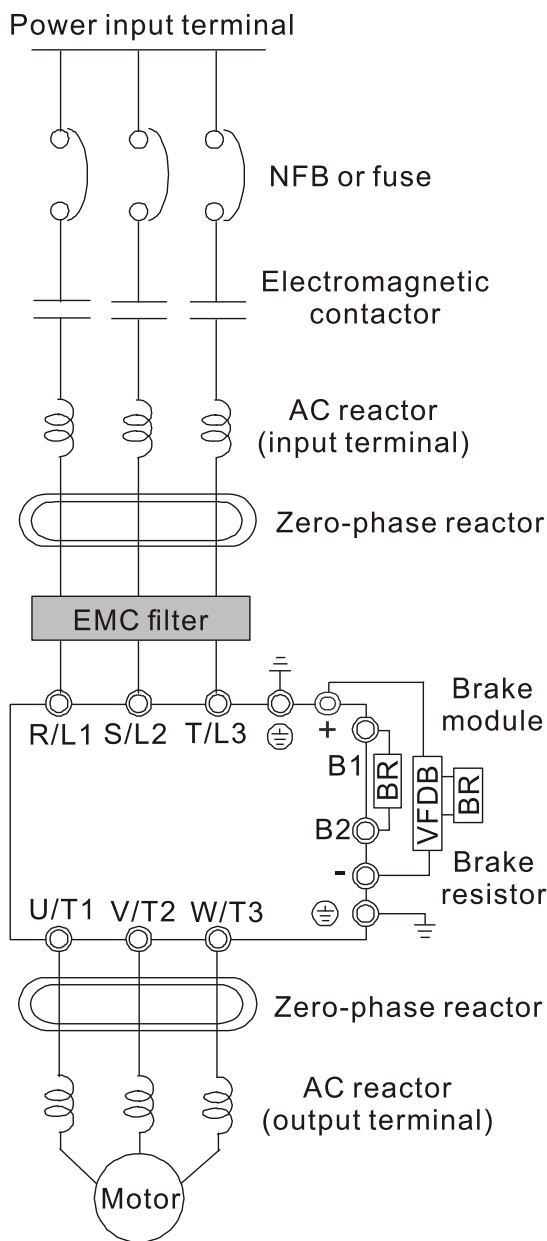 Power input terminal
NFB or fuse
Electromagnetic
contactor
AC reactor
(input terminal)
Zero-phase reactor
EMC filter
R/L1 S/L2 T/L3
+
Brake
module
B1
BR
VFDB
BR
B2
-
Brake
resistor
U/T1 V/T2 W/T3
Zero-phase reactor
AC reactor
(output terminal)
Motor